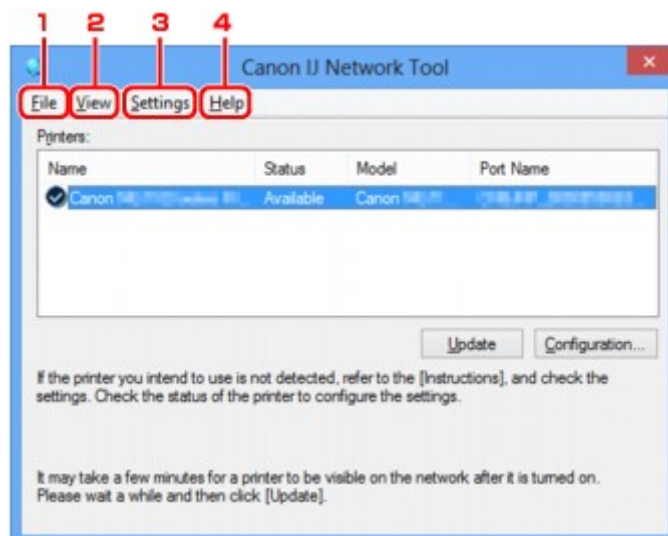 1 2 3 4
Canon IJ Network Tool
File View Settings Help
Printers:
Name Status Model Port Name
Canon Available Canon
Update Configuration...
If the printer you intend to use is not detected, refer to the [Instructions], and check the
settings. Check the status of the printer to configure the settings.
It may take a few minutes for a printer to be visible on the network after it is turned on.
Please wait a while and then click [Update].